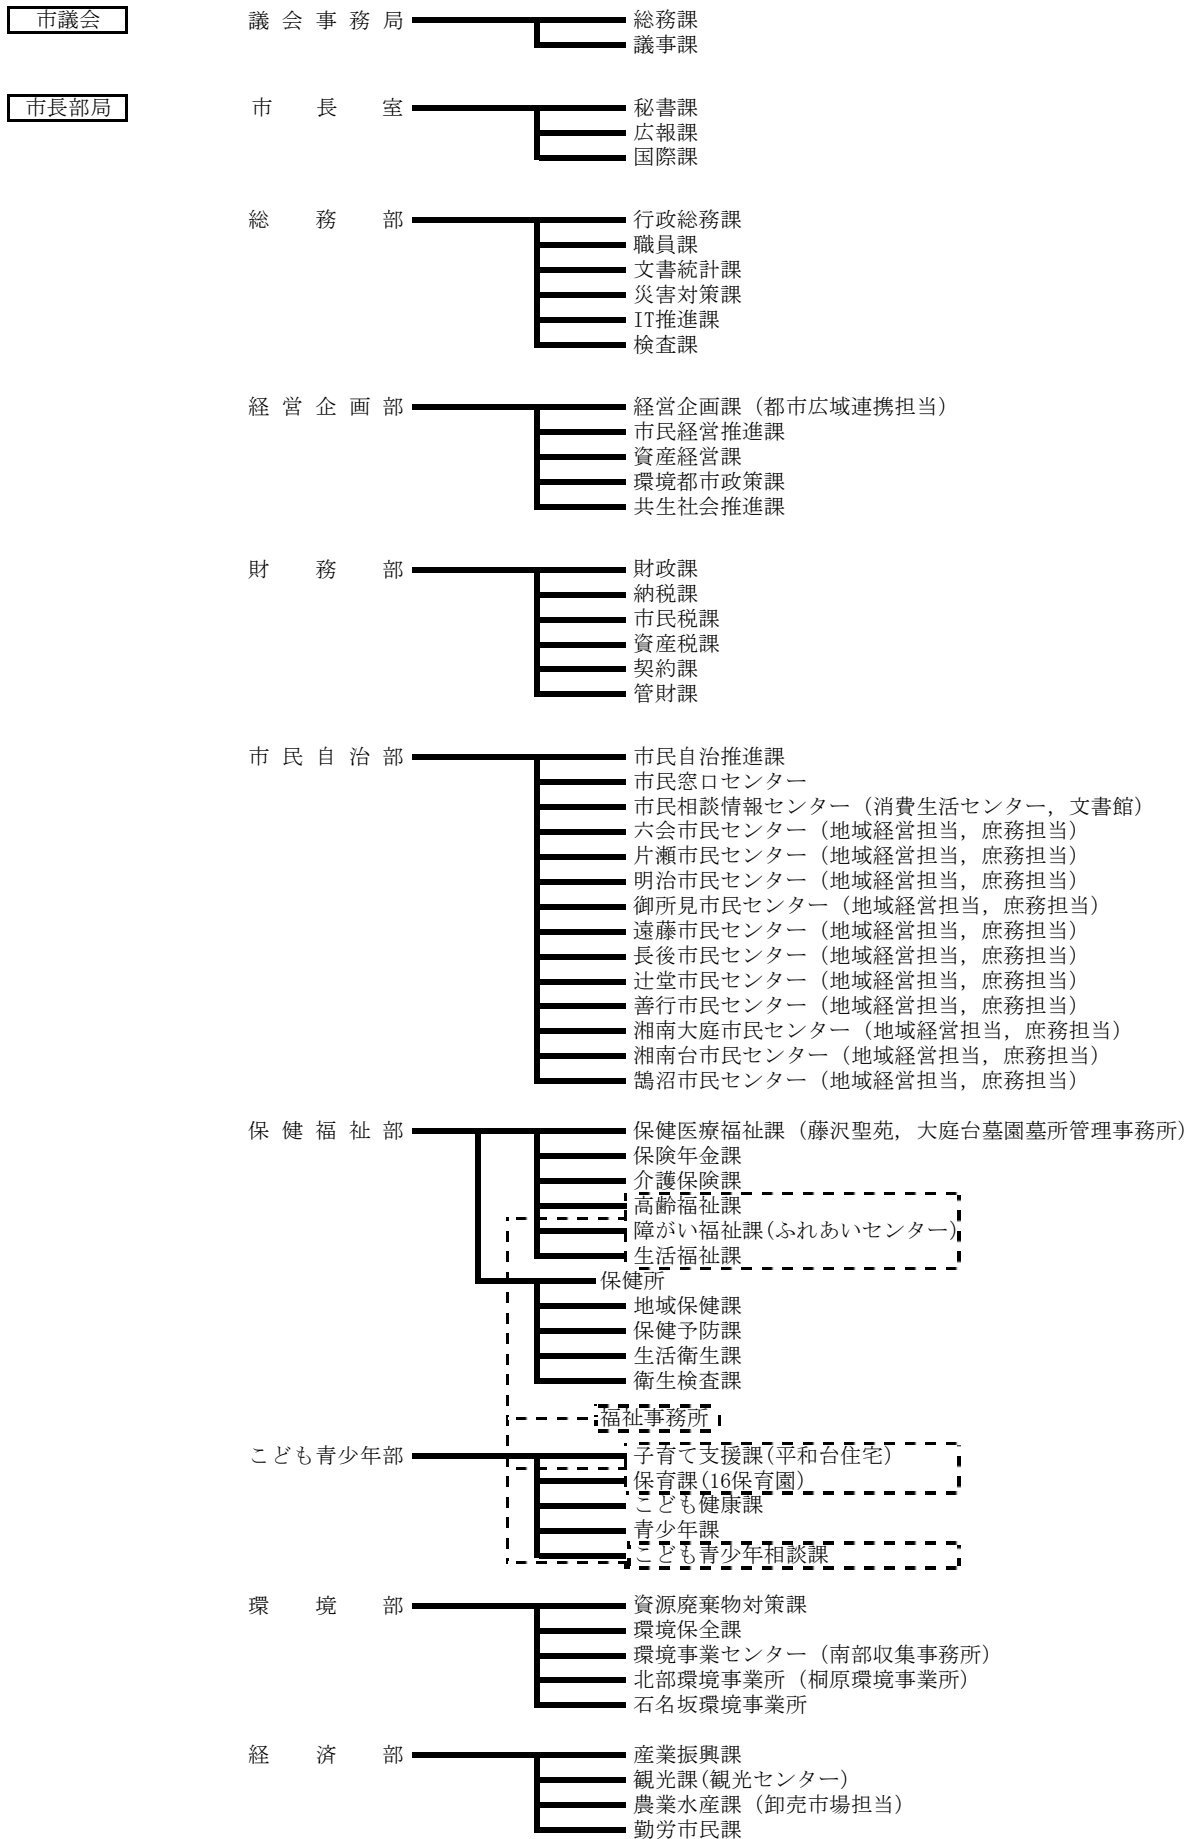 市議会 議会事務局 総務課
議事課
市長部局 市長室 秘書課
広報課
国際課
総務部 行政総務課
職員課
文書統計課
災害対策課
IT推進課
検査課
経営企画部 経営企画課（都市広域連携担当）
市民経営推進課
資産経営課
環境都市政策課
共生社会推進課
財務部 財政課
納税課
市民税課
資産税課
契約課
管財課
市民自治部 市民自治推進課
市民窓口センター
市民相談情報センター（消費生活センター，文書館）
六会市民センター（地域経営担当，庶務担当）
片瀬市民センター（地域経営担当，庶務担当）
明治市民センター（地域経営担当，庶務担当）
御所見市民センター（地域経営担当，庶務担当）
遠藤市民センター（地域経営担当，庶務担当）
長後市民センター（地域経営担当，庶務担当）
辻堂市民センター（地域経営担当，庶務担当）
善行市民センター（地域経営担当，庶務担当）
湘南大庭市民センター（地域経営担当，庶務担当）
湘南台市民センター（地域経営担当，庶務担当）
鵠沼市民センター（地域経営担当，庶務担当）
保健福祉部 保健医療福祉課（藤沢聖苑，大庭台墓園墓所管理事務所）
保険年金課
介護保険課
高齢福祉課
障がい福祉課(ふれあいセンター)
生活福祉課
保健所
地域保健課
保健予防課
生活衛生課
衛生検査課
福祉事務所
こども青少年部 子育て支援課(平和台住宅)
保育課(16保育園)
こども健康課
青少年課
こども青少年相談課
環境部 資源廃棄物対策課
環境保全課
環境事業センター（南部収集事務所）
北部環境事業所（桐原環境事業所）
石名坂環境事業所
経済部 産業振興課
観光課(観光センター)
農業水産課（卸売市場担当）
勤労市民課